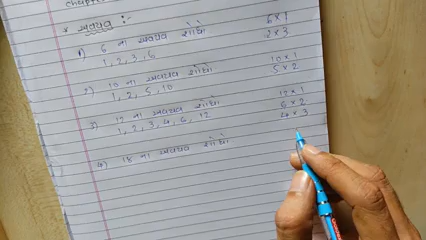 chapter
* અવયવ :-
1) 6 ના અવયવ શોધો 6 × 1
1, 2, 3, 6 2 × 3
2) 10 ના અવયવ શોધો 10 × 1
1, 2, 5, 10 5 × 2
3) 12 ના અવયવ શોધો 12 × 1
1, 2, 3, 4, 6, 12 6 × 2
4 × 3
4) 18 ના અવયવ શોધો